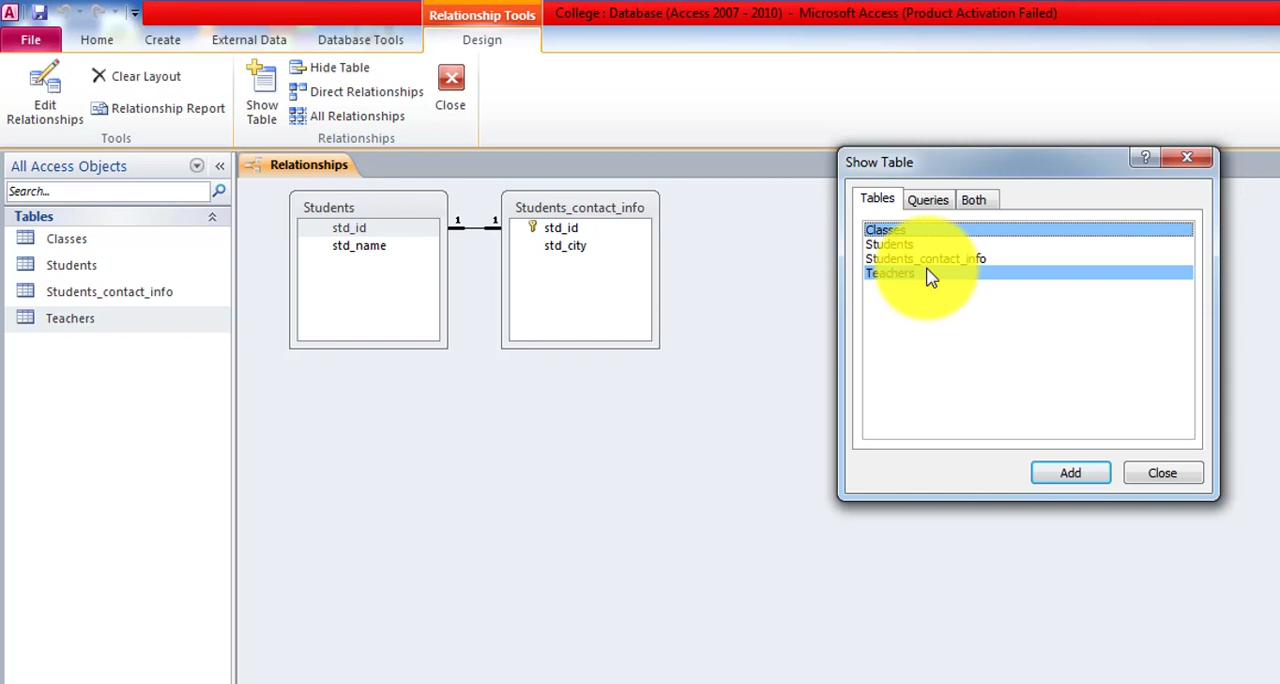 Relationship Tools
College : Database (Access 2007 - 2010) - Microsoft Access (Product Activation Failed)
File
Home
Create
External Data
Database Tools
Design
Edit Relationships
Clear Layout
Relationship Report
Tools
Show Table
Hide Table
Direct Relationships
All Relationships
Close
Relationships
All Access Objects
«
Search...
Tables
Classes
Students
Students_contact_info
Teachers
Relationships
Students
std_id
std_name
1
1
Students_contact_info
std_id
std_city
Show Table
?
Tables
Queries
Both
Classes
Students
Students_contact_info
Teachers
Add
Close